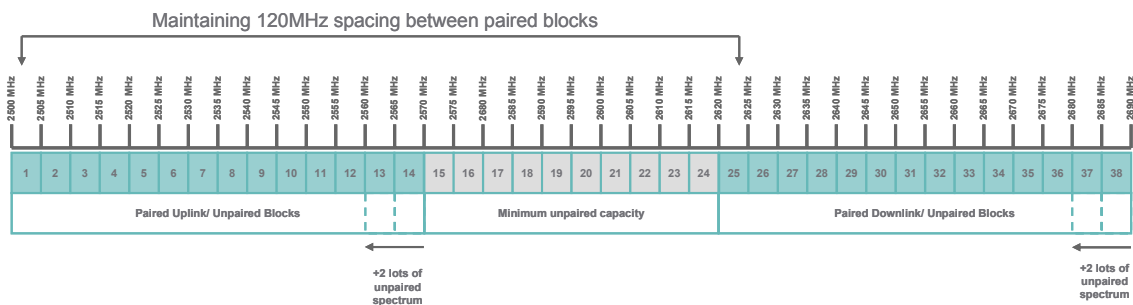 Maintaining 120MHz spacing between paired blocks
2500 MHz
2505 MHz
2510 MHz
2515 MHz
2520 MHz
2525 MHz
2530 MHz
2535 MHz
2540 MHz
2545 MHz
2550 MHz
2555 MHz
2560 MHz
2565 MHz
2570 MHz
2575 MHz
2580 MHz
2585 MHz
2590 MHz
2595 MHz
2600 MHz
2605 MHz
2610 MHz
2615 MHz
2620 MHz
2625 MHz
2630 MHz
2635 MHz
2640 MHz
2645 MHz
2650 MHz
2655 MHz
2660 MHz
2665 MHz
2670 MHz
2675 MHz
2680 MHz
2685 MHz
2690 MHz
1 2 3 4 5 6 7 8 9 10 11 12 13 14 15 16 17 18 19 20 21 22 23 24 25 26 27 28 29 30 31 32 33 34 35 36 37 38
Paired Uplink/ Unpaired Blocks
Minimum unpaired capacity
Paired Downlink/ Unpaired Blocks
+2 lots of
unpaired
spectrum
+2 lots of
unpaired
spectrum